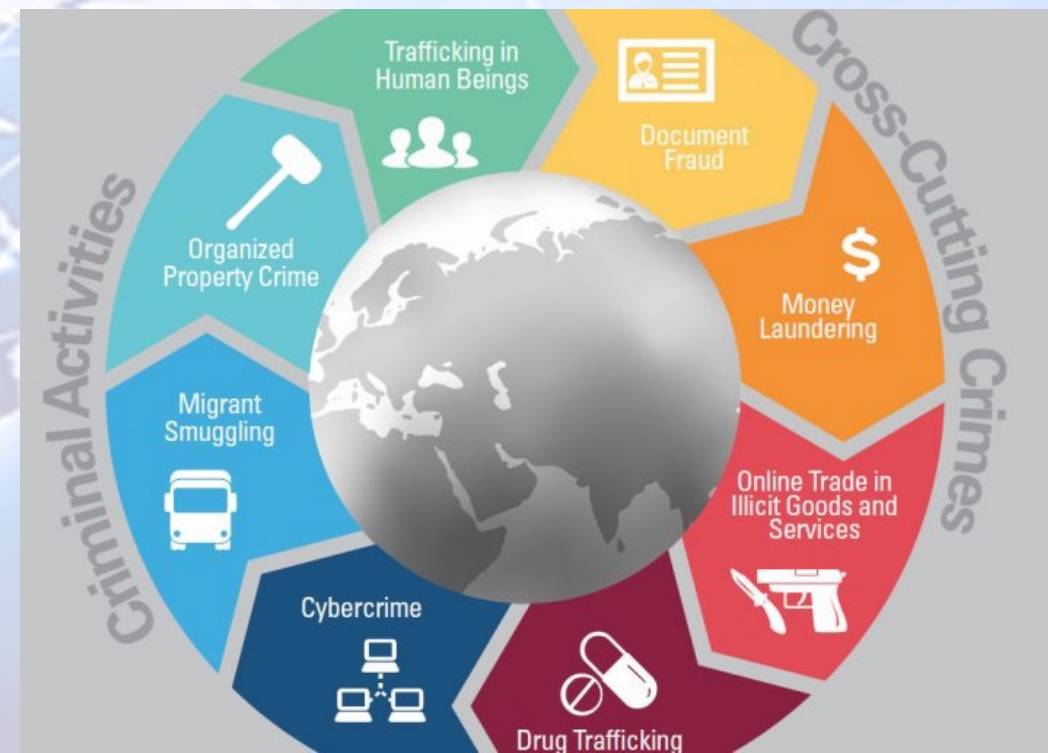 Trafficking in
Human Beings
Document
Fraud
Cross-Cutting Crimes
Organized
Property Crime
$
Money
Laundering
Criminal Activities
Migrant
Smuggling
Online Trade in
Illicit Goods and
Services
Cybercrime
Drug Trafficking